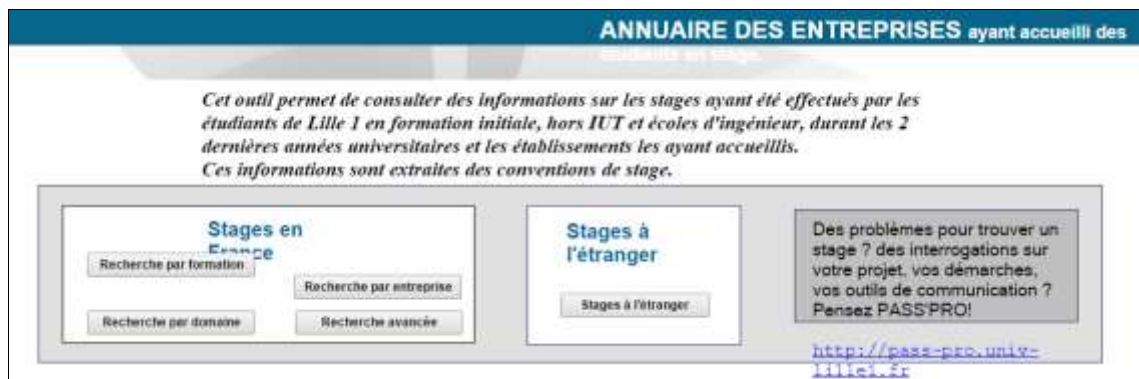 ANNUAIRE DES ENTREPRISES ayant accueilli des
étudiants en stage
Cet outil permet de consulter des informations sur les stages ayant été effectués par les
étudiants de Lille 1 en formation initiale, hors IUT et écoles d'ingénieur, durant les 2
dernières années universitaires et les établissements les ayant accueillis.
Ces informations sont extraites des conventions de stage.
Stages en
France
Recherche par formation
Recherche par entreprise
Recherche par domaine
Recherche avancée
Stages à
l'étranger
Stages à l'étranger
Des problèmes pour trouver un
stage ? des interrogations sur
votre projet, vos démarches,
vos outils de communication ?
Pensez PASS'PRO!
http://pass-pro.univ-
lille1.fr